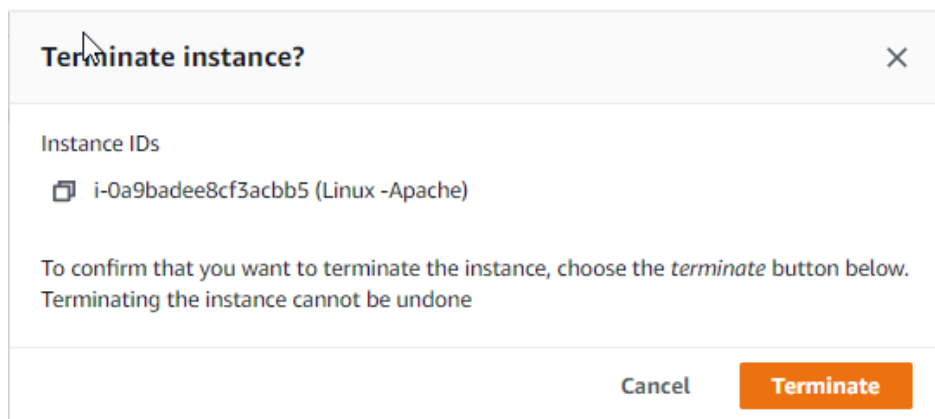 Terminate instance?
Instance IDs
i-0a9badee8cf3acbb5 (Linux -Apache)
To confirm that you want to terminate the instance, choose the terminate button below.
Terminating the instance cannot be undone
Cancel Terminate